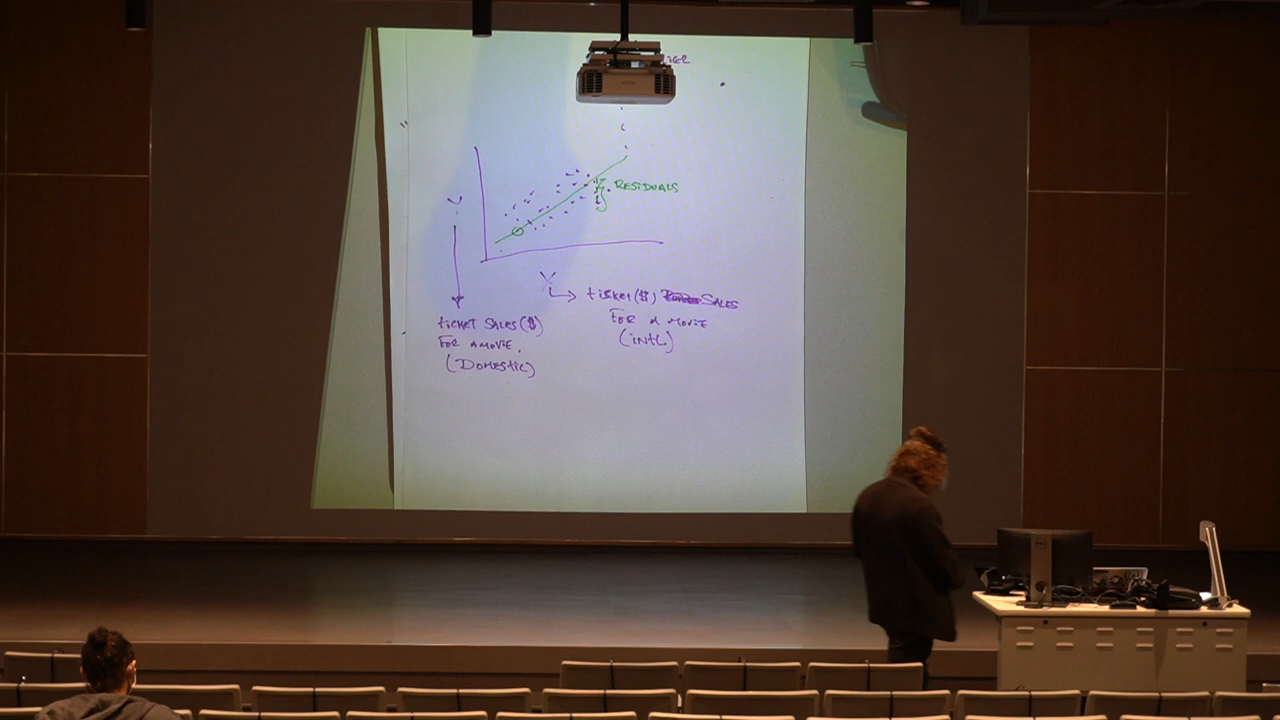 Y
RESIDUALS
X
ticket ($) SALES
FOR A MOVIE
(INTL.)
ticket SALES ($)
FOR A MOVIE.
(DOMESTIC)